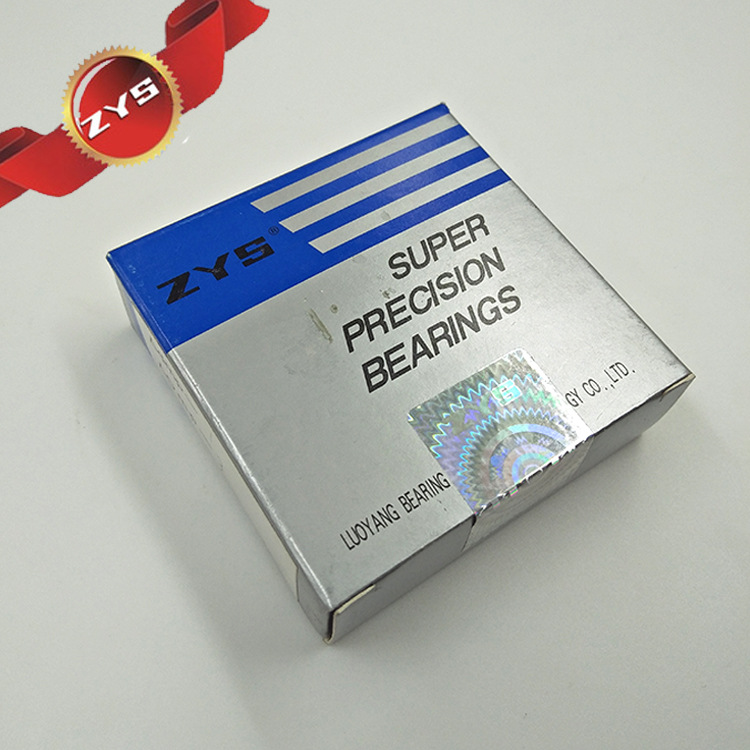 ZYS
ZYS®
SUPER
PRECISION
BEARINGS
LUOYANG BEARING GY CO.,LTD.